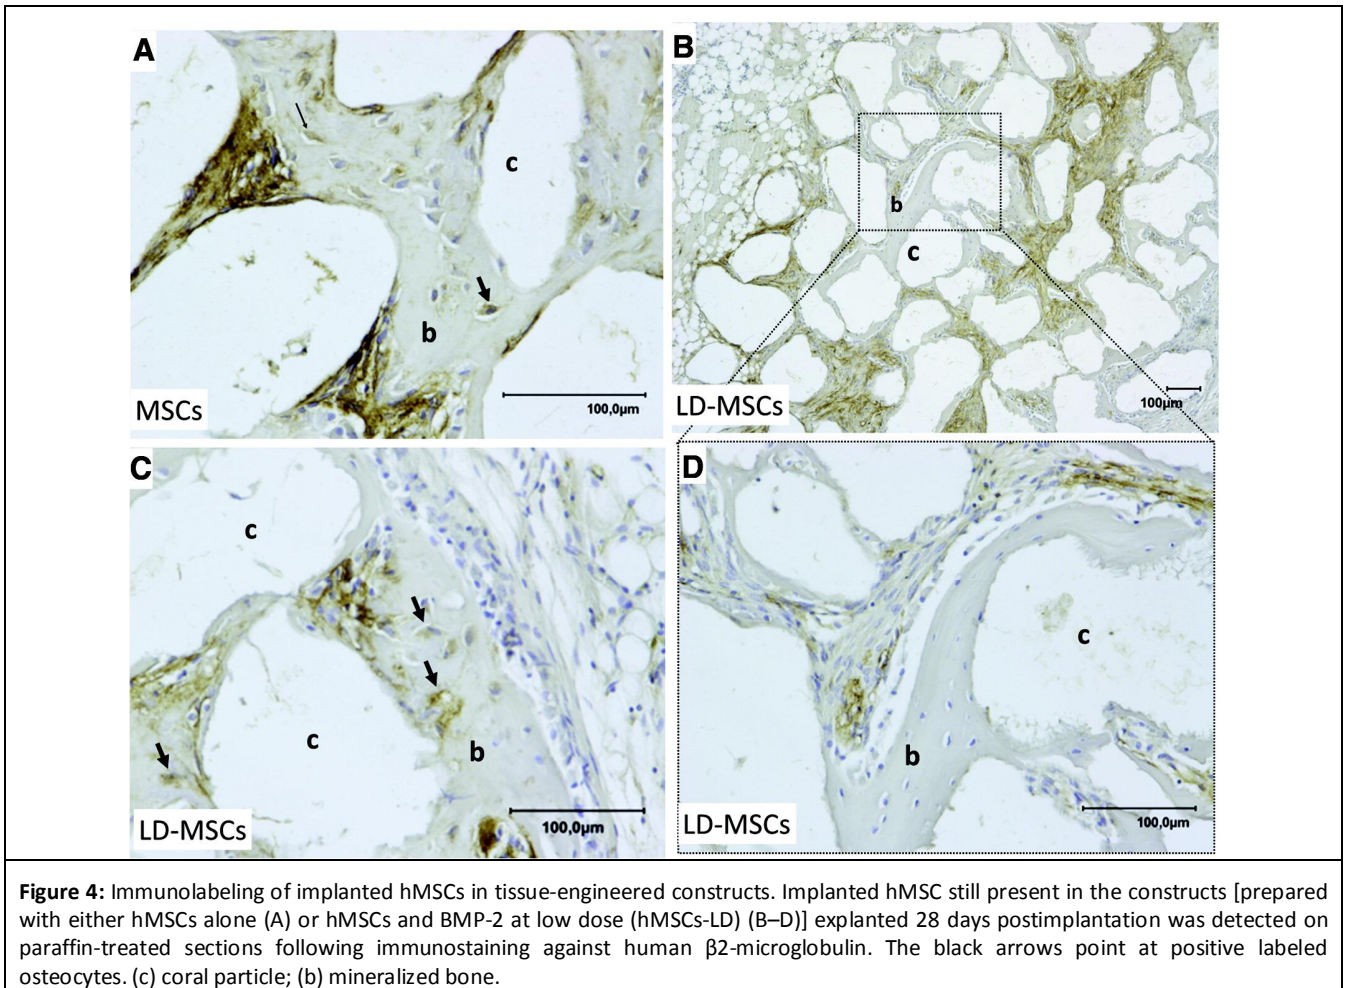 A
c
b
MSCs
100,0µm
B
b
c
LD-MSCs
100µm
C
c
c
b
LD-MSCs
100,0µm
D
c
b
LD-MSCs
100,0µm
Figure 4: Immunolabeling of implanted hMSCs in tissue-engineered constructs. Implanted hMSC still present in the constructs [prepared
with either hMSCs alone (A) or hMSCs and BMP-2 at low dose (hMSCs-LD) (B–D)] explanted 28 days postimplantation was detected on
paraffin-treated sections following immunostaining against human β2-microglobulin. The black arrows point at positive labeled
osteocytes. (c) coral particle; (b) mineralized bone.